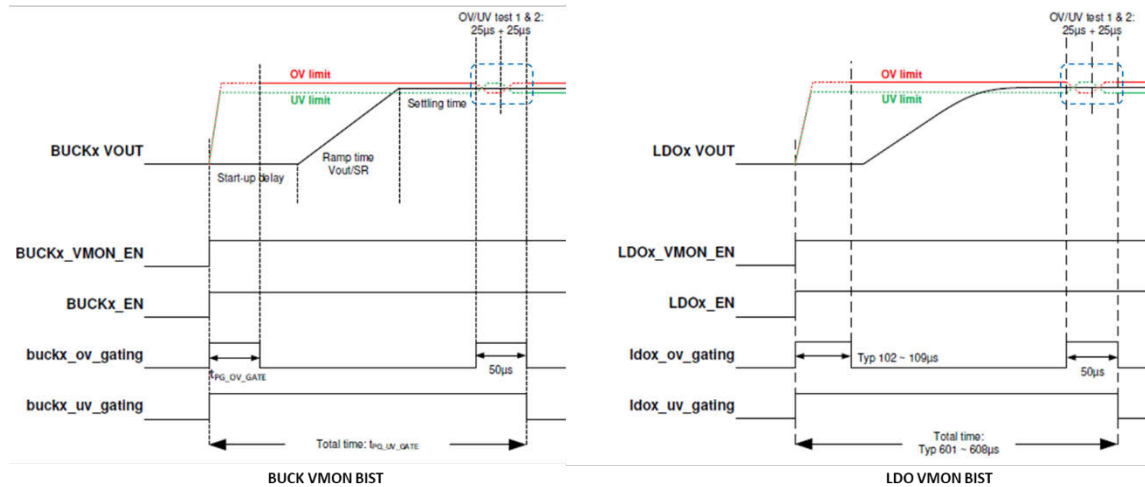 OV/UV test 1 & 2:
25µs + 25µs
OV limit
UV limit
Settling time
BUCKx VOUT
Ramp time
Vout/SR
Start-up delay
BUCKx_VMON_EN
BUCKx_EN
buckx_ov_gating
tPG_OV_GATE
50µs
buckx_uv_gating
Total time: tPG_UV_GATE
BUCK VMON BIST
OV/UV test 1 & 2:
25µs + 25µs
OV limit
UV limit
LDOx VOUT
LDOx_VMON_EN
LDOx_EN
ldox_ov_gating
Typ 102 ~ 109µs
50µs
ldox_uv_gating
Total time:
Typ 601 ~ 608µs
LDO VMON BIST